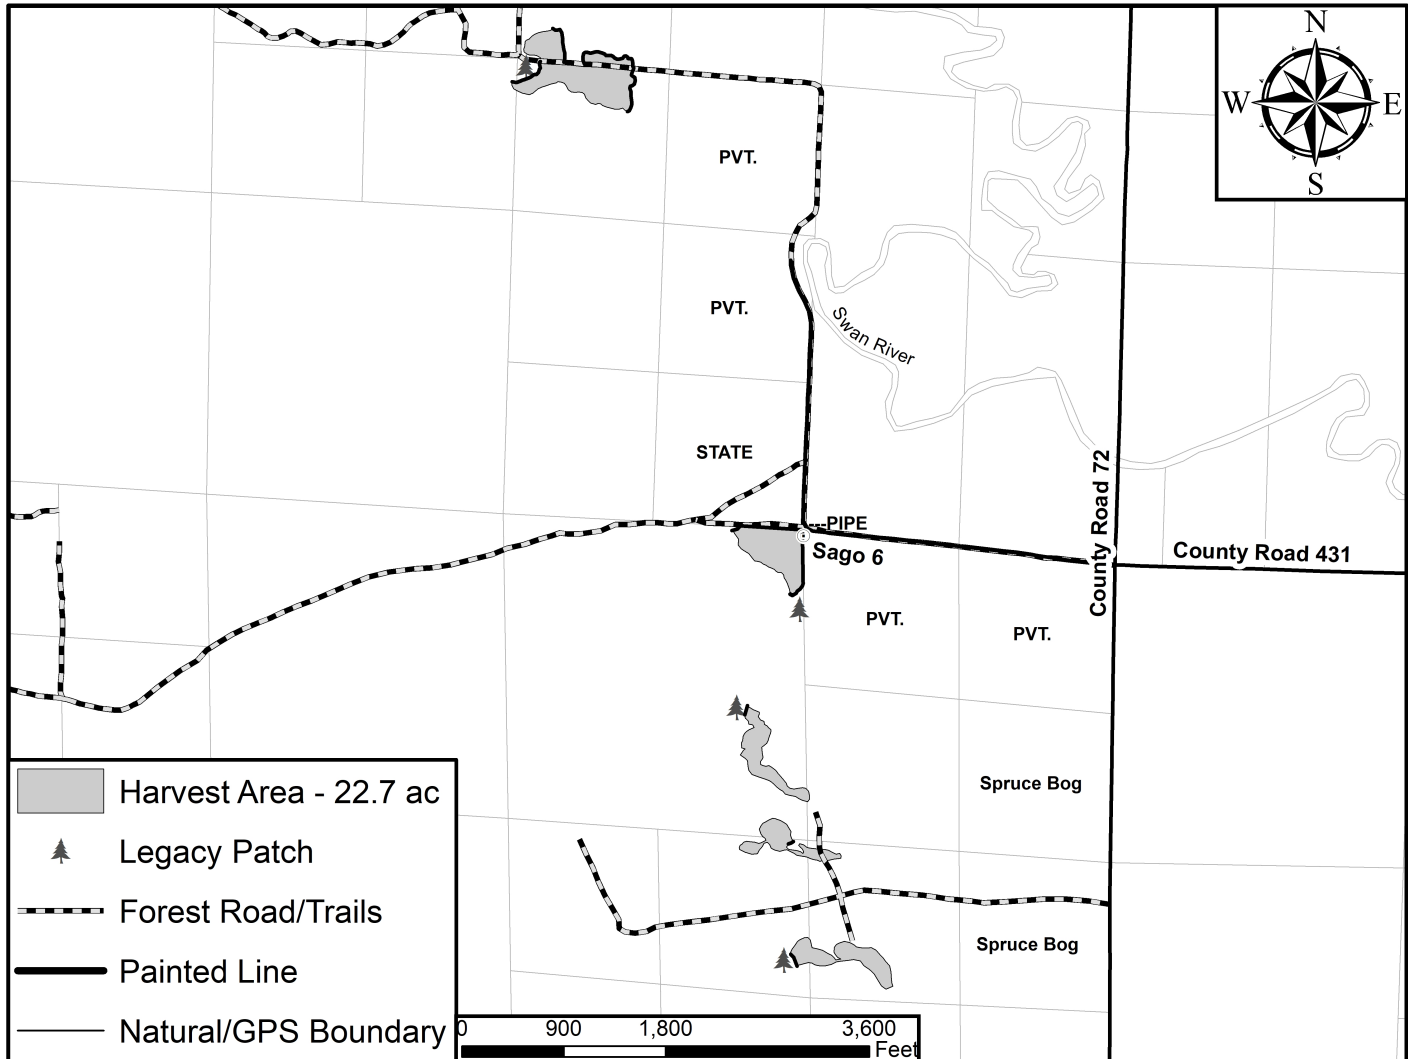 N
W
E
S
PVT.
PVT.
Swan River
STATE
County Road 72
PIPE
Sago 6
County Road 431
PVT.
PVT.
Spruce Bog
Spruce Bog
Harvest Area - 22.7 ac
Legacy Patch
Forest Road/Trails
Painted Line
Natural/GPS Boundary
0 900 1,800 3,600
Feet